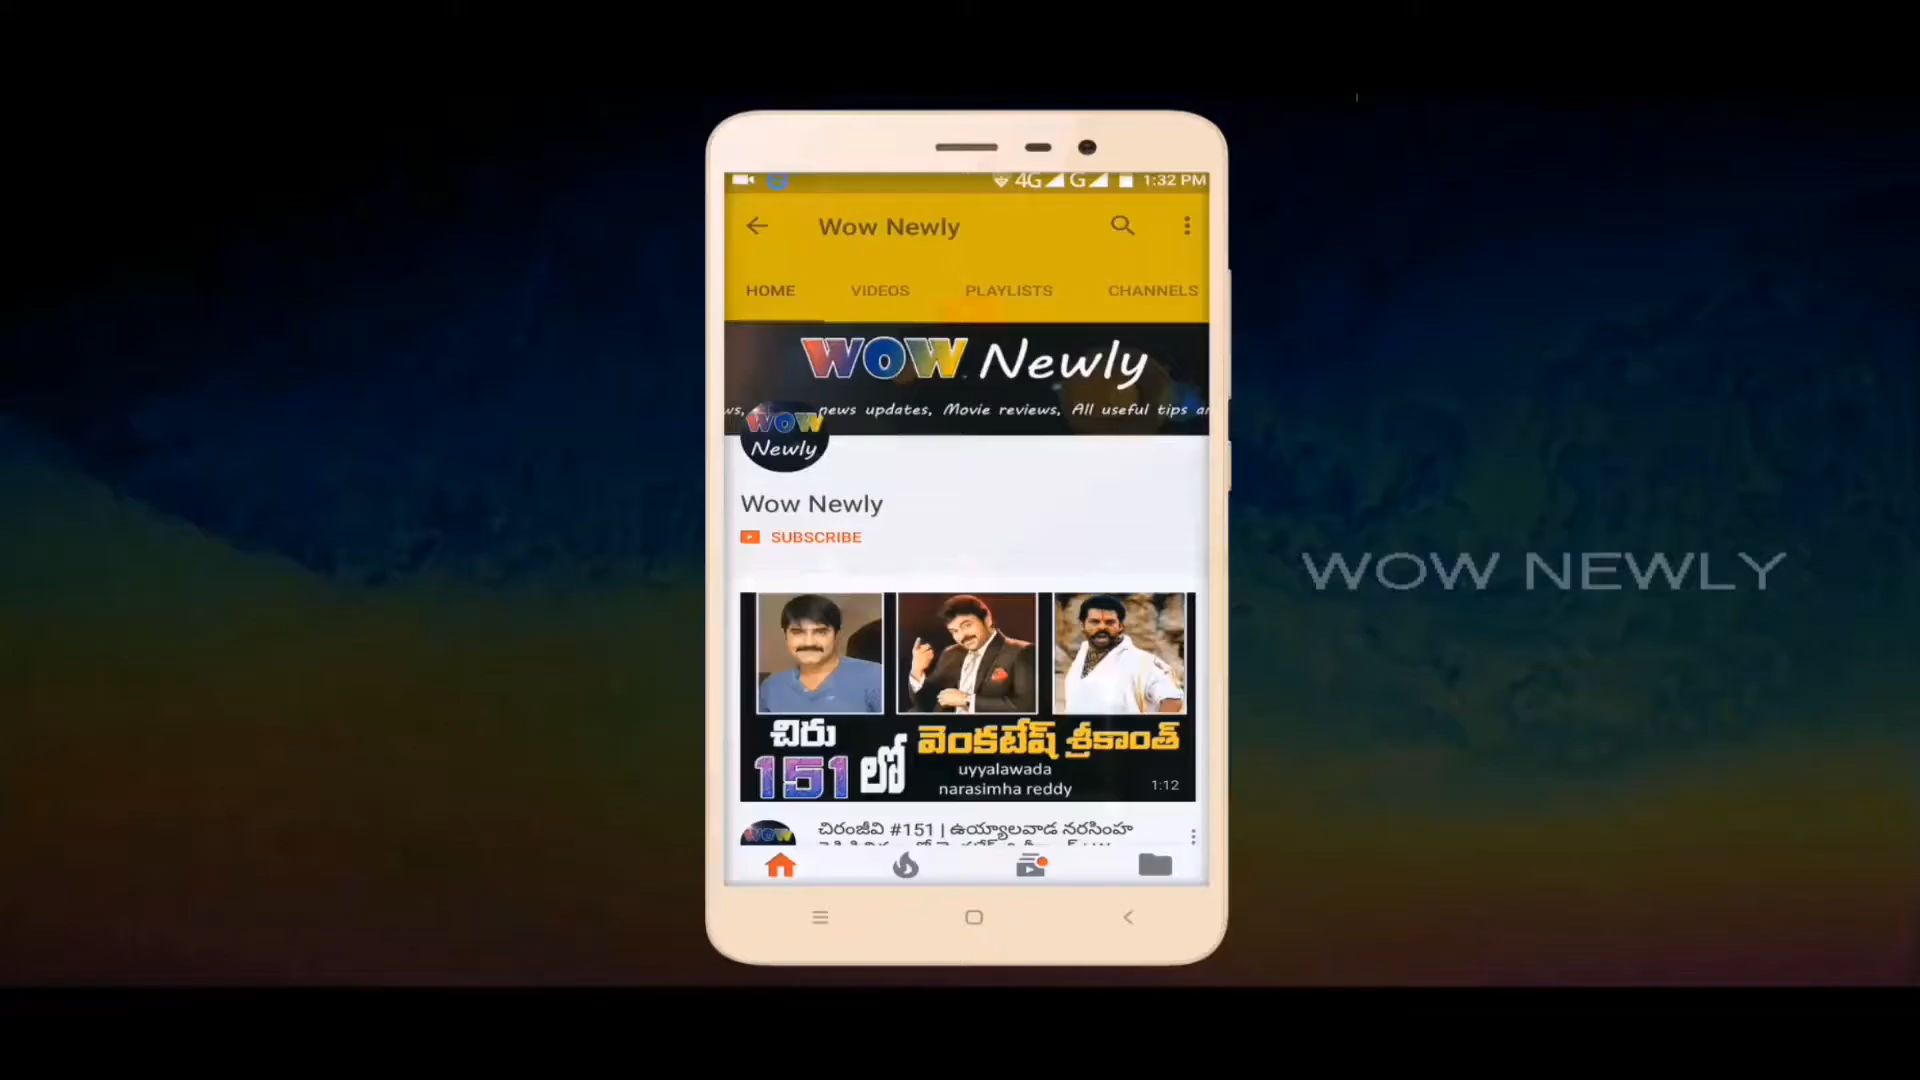 4G G 1:32 PM
Wow Newly
HOME VIDEOS PLAYLISTS CHANNELS
WOW Newly
news updates, Movie reviews, All useful tips
WOW
Newly
Wow Newly
SUBSCRIBE
WOW NEWLY
చిరు
151 లో
వెంకటేష్ శ్రీకాంత్
uyyalawada
narasimha reddy
1:12
WOW
చిరంజీవి #151 | ఉయ్యాలవాడ నరసింహ